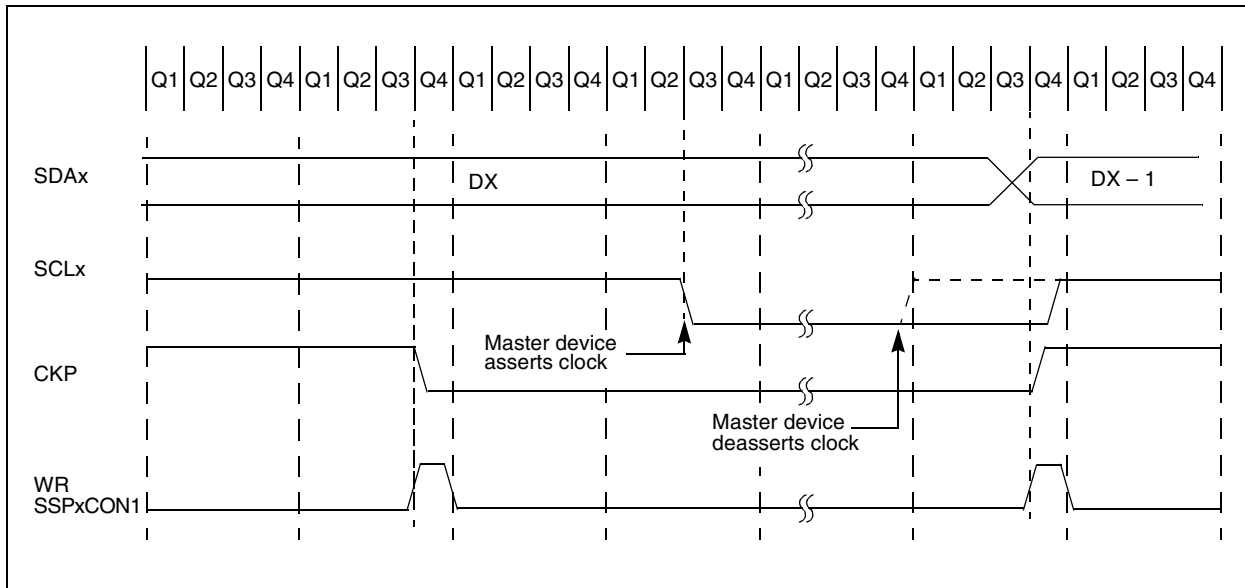 Q1 Q2 Q3 Q4 Q1 Q2 Q3 Q4 Q1 Q2 Q3 Q4 Q1 Q2 Q3 Q4 Q1 Q2 Q3 Q4 Q1 Q2 Q3 Q4 Q1 Q2 Q3 Q4
SDAx
DX
DX – 1
SCLx
Master device
asserts clock
CKP
Master device
deasserts clock
WR
SSPxCON1